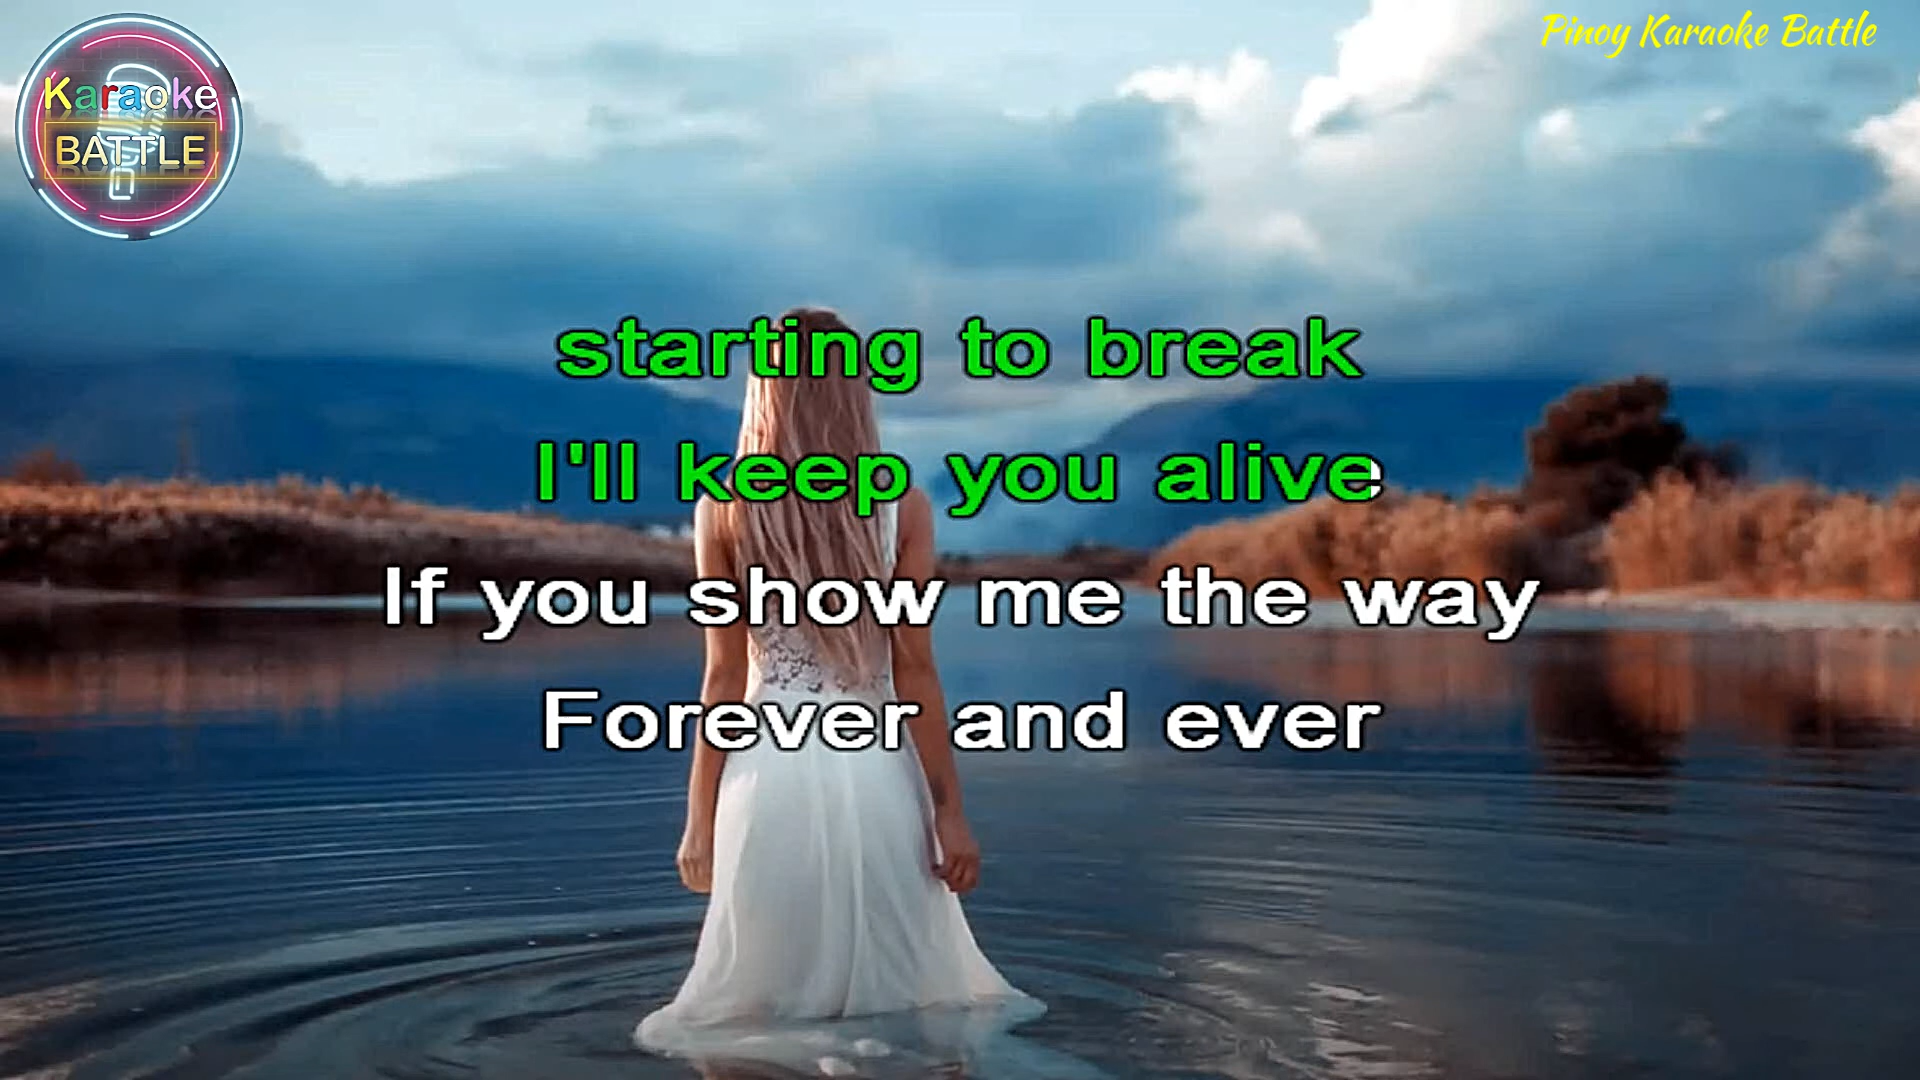 Karaoke
BATTLE
Pinoy Karaoke Battle
starting to break
I'll keep you alive
If you show me the way
Forever and ever